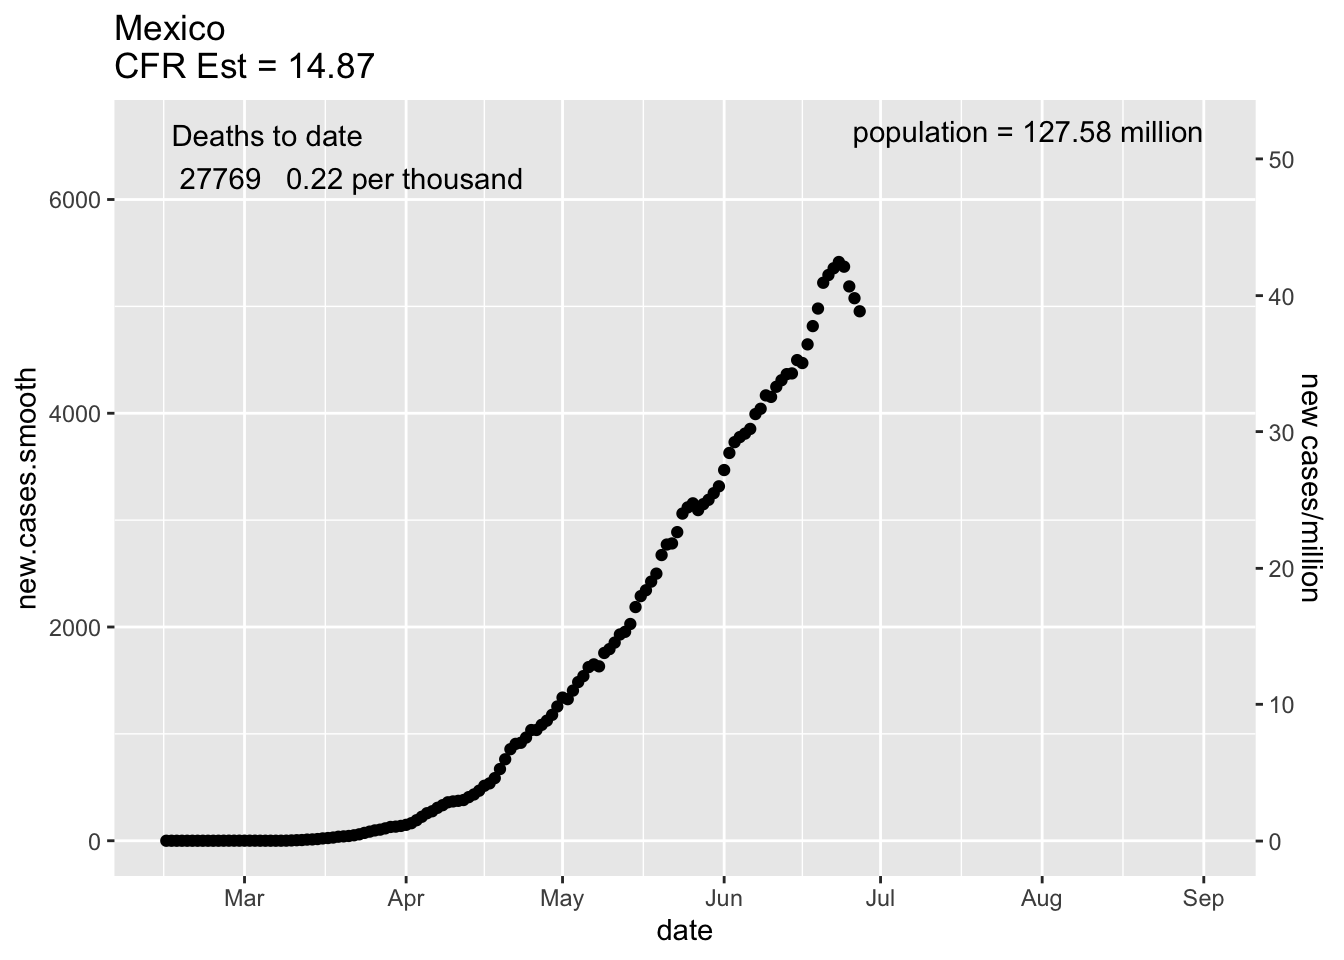 Mexico
CFR Est = 14.87
Deaths to date
27769 0.22 per thousand
population = 127.58 million
6000
4000
2000
0
new.cases.smooth
50
40
30
20
10
0
new cases/million
Mar Apr May Jun Jul Aug Sep
date